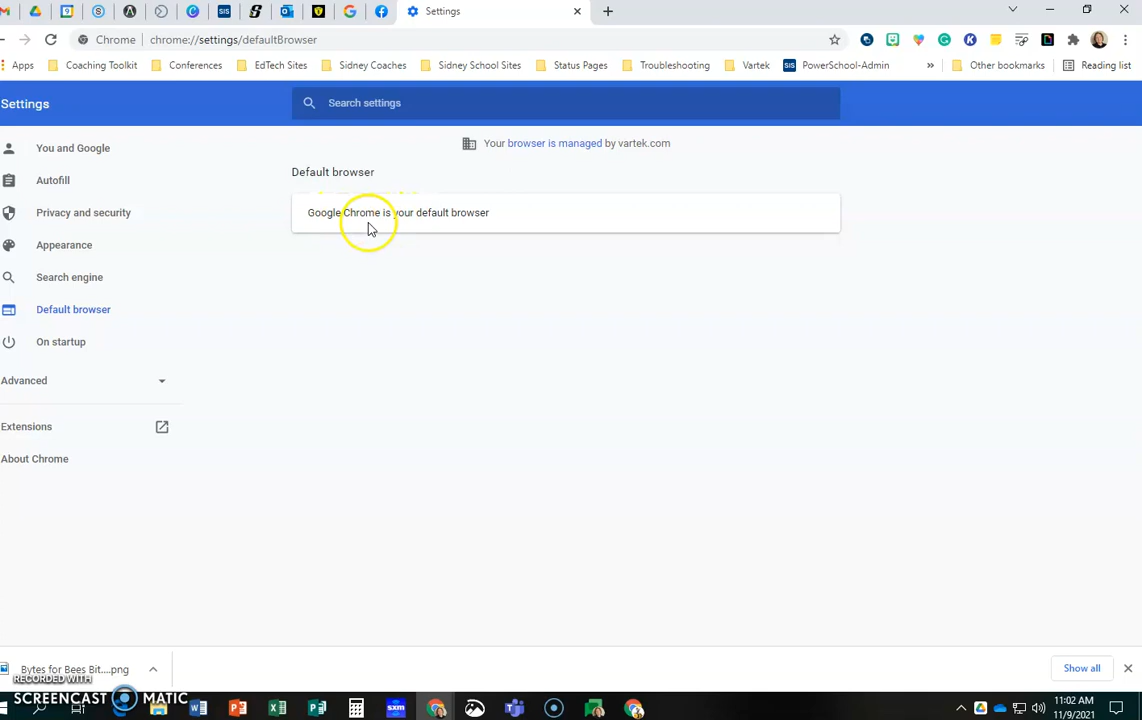 Settings
Chrome chrome://settings/defaultBrowser
Apps Coaching Toolkit Conferences EdTech Sites Sidney Coaches Sidney School Sites Status Pages Troubleshooting Vartek SIS PowerSchool-Admin » Other bookmarks Reading list
Settings
Search settings
Your browser is managed by vartek.com
You and Google
Autofill
Privacy and security
Appearance
Search engine
Default browser
On startup
Advanced
Extensions
About Chrome
Default browser
Google Chrome is your default browser
Bytes for Bees Bit....png
Show all
RECORDED WITH
SCREENCAST MATIC
sxm
11:02 AM
11/9/2021